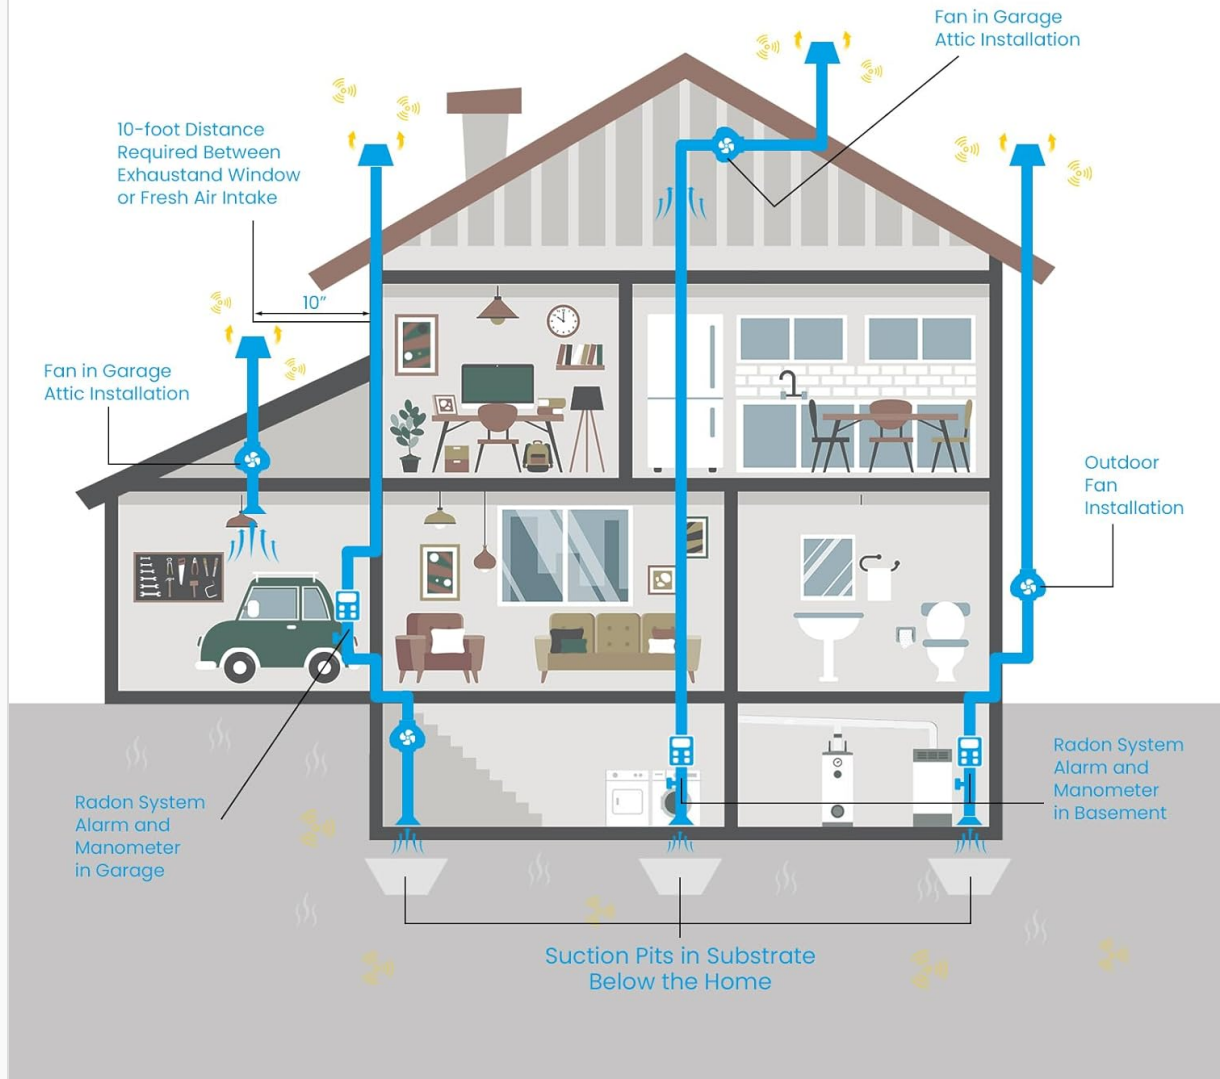 Fan in Garage
Attic Installation
10-foot Distance
Required Between
Exhaustand Window
or Fresh Air Intake
10”
Fan in Garage
Attic Installation
Outdoor
Fan
Installation
Radon System
Alarm and
Manometer
in Basement
Radon System
Alarm and
Manometer
in Garage
Suction Pits in Substrate
Below the Home